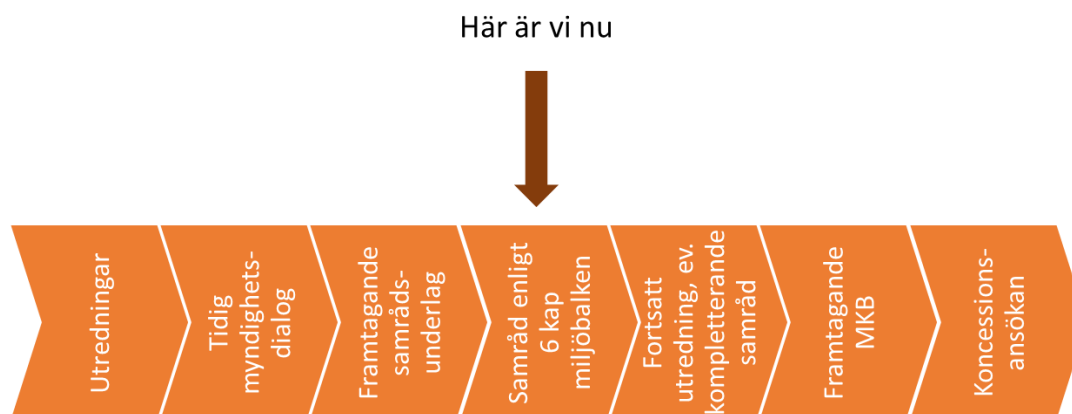 Här är vi nu
Utredningar
Tidig
myndighets-
dialog
Framtagande
samråds-
underlag
Samråd enligt
6 kap
miljöbalken
Fortsatt
utredning, ev.
kompletterande
samråd
Framtagande
MKB
Koncessions-
ansökan